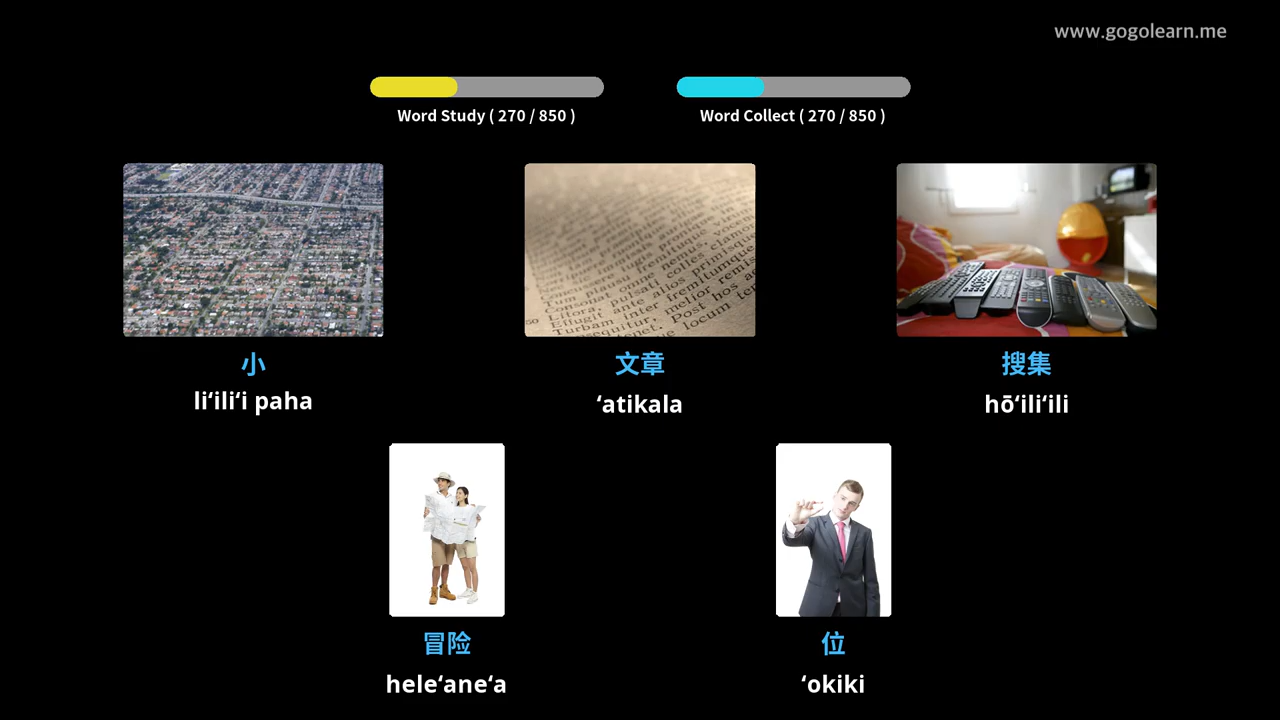 www.gogolearn.me
Word Study ( 270 / 850 )
Word Collect ( 270 / 850 )
小
liʻiliʻi paha
文章
ʻatikala
搜集
hōʻiliʻili
冒险
heleʻaneʻa
位
ʻokiki